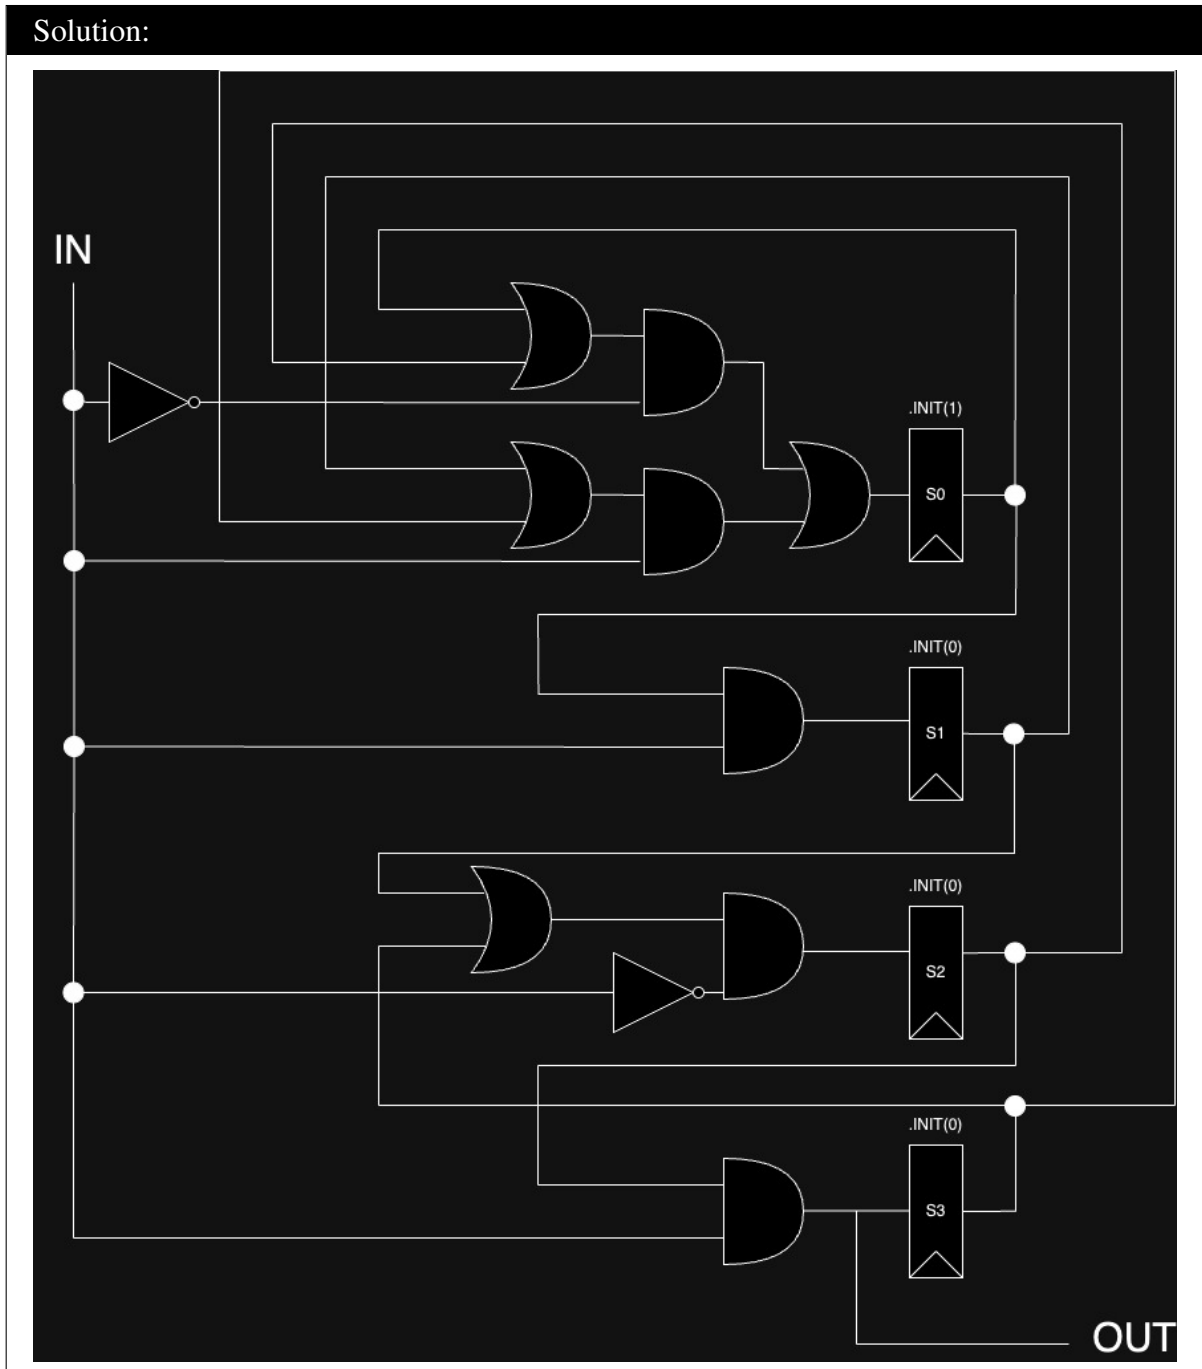 Solution:
IN
.INIT(1)
S0
.INIT(0)
S1
.INIT(0)
S2
.INIT(0)
S3
OUT